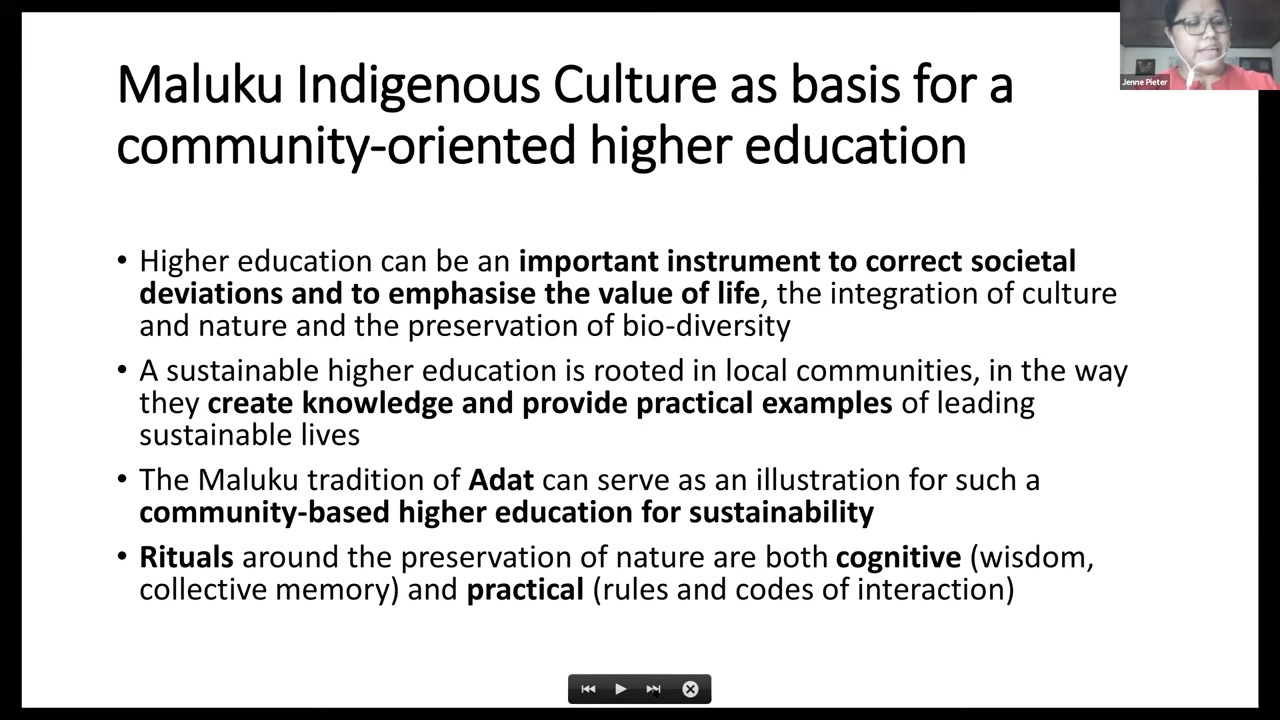 Maluku Indigenous Culture as basis for a
community-oriented higher education
Jenne Pieter
• Higher education can be an important instrument to correct societal
deviations and to emphasise the value of life, the integration of culture
and nature and the preservation of bio-diversity
• A sustainable higher education is rooted in local communities, in the way
they create knowledge and provide practical examples of leading
sustainable lives
• The Maluku tradition of Adat can serve as an illustration for such a
community-based higher education for sustainability
• Rituals around the preservation of nature are both cognitive (wisdom,
collective memory) and practical (rules and codes of interaction)